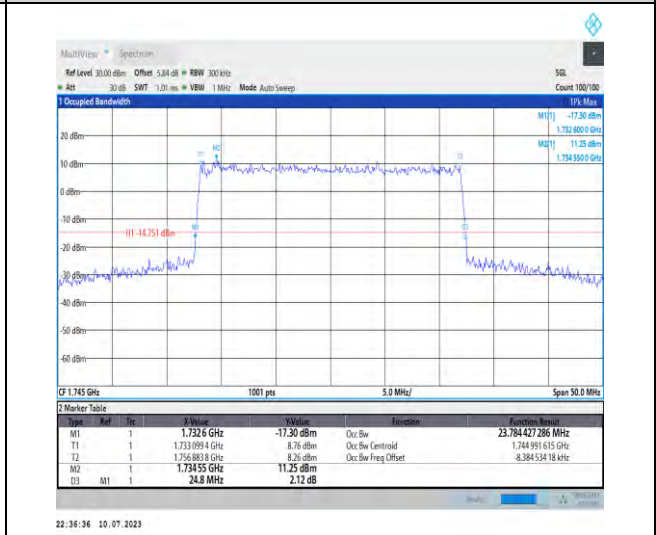 MultiView Spectrum
Ref Level 30.00 dBm Offset 5.84 dB RBW 300 kHz SGL
Att 30 dB SWT 1.01 ms VBW 1 MHz Mode Auto Sweep Count 100/100
1 Occupied Bandwidth 1Pk Max
M1[1] -17.30 dBm
1.732 600 0 GHz
M2[1] 11.25 dBm
1.734 550 0 GHz
20 dBm
T1 M2 T2
10 dBm
0 dBm
-10 dBm
M1 D3
H1 -14.751 dBm
-20 dBm
-30 dBm
-40 dBm
-50 dBm
-60 dBm
CF 1.745 GHz 1001 pts 5.0 MHz/ Span 50.0 MHz
2 Marker Table
Type Ref Trc X-Value Y-Value Function Function Result
M1 1 1.732 6 GHz -17.30 dBm Occ Bw 23.784 427 286 MHz
T1 1 1.733 099 4 GHz 8.76 dBm Occ Bw Centroid 1.744 991 615 GHz
T2 1 1.756 883 8 GHz 8.26 dBm Occ Bw Freq Offset -8.384 534 18 kHz
M2 1 1.734 55 GHz 11.25 dBm
D3 M1 1 24.8 MHz 2.12 dB
22:36:36 10.07.2023